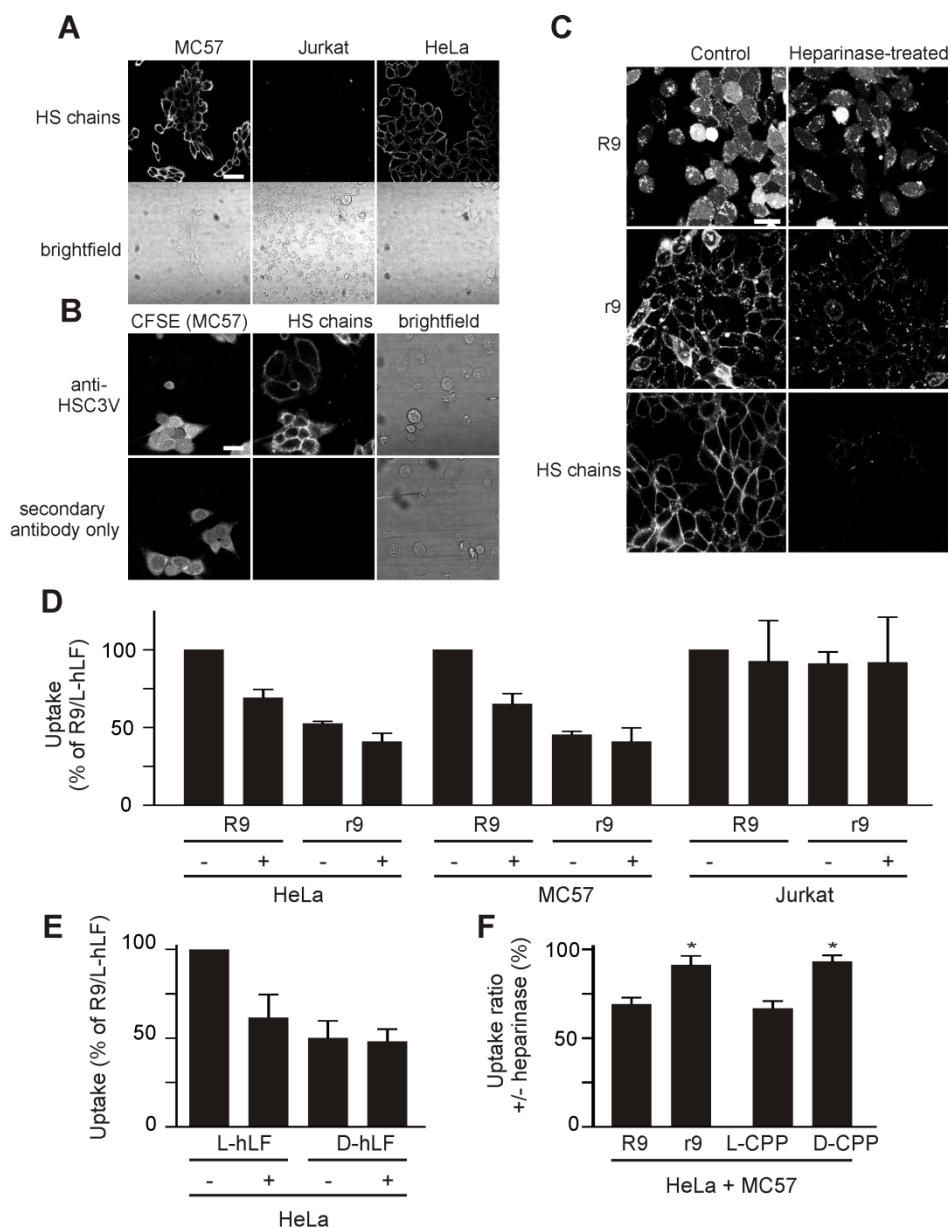 A
MC57 Jurkat HeLa
HS chains
brightfield
B
CFSE (MC57) HS chains brightfield
anti-
HSC3V
secondary
antibody only
C
Control Heparinase-treated
R9
r9
HS chains
D
Uptake
(% of R9/L-hLF)
100
50
0
R9 r9 R9 r9 R9 r9
- + - + - + - + - - +
HeLa MC57 Jurkat
E
Uptake (% of R9/L-hLF)
100
50
0
L-hLF D-hLF
- + - +
HeLa
F
Uptake ratio
+/- heparinase (%)
100
50
0
* *
R9 r9 L-CPP D-CPP
HeLa + MC57